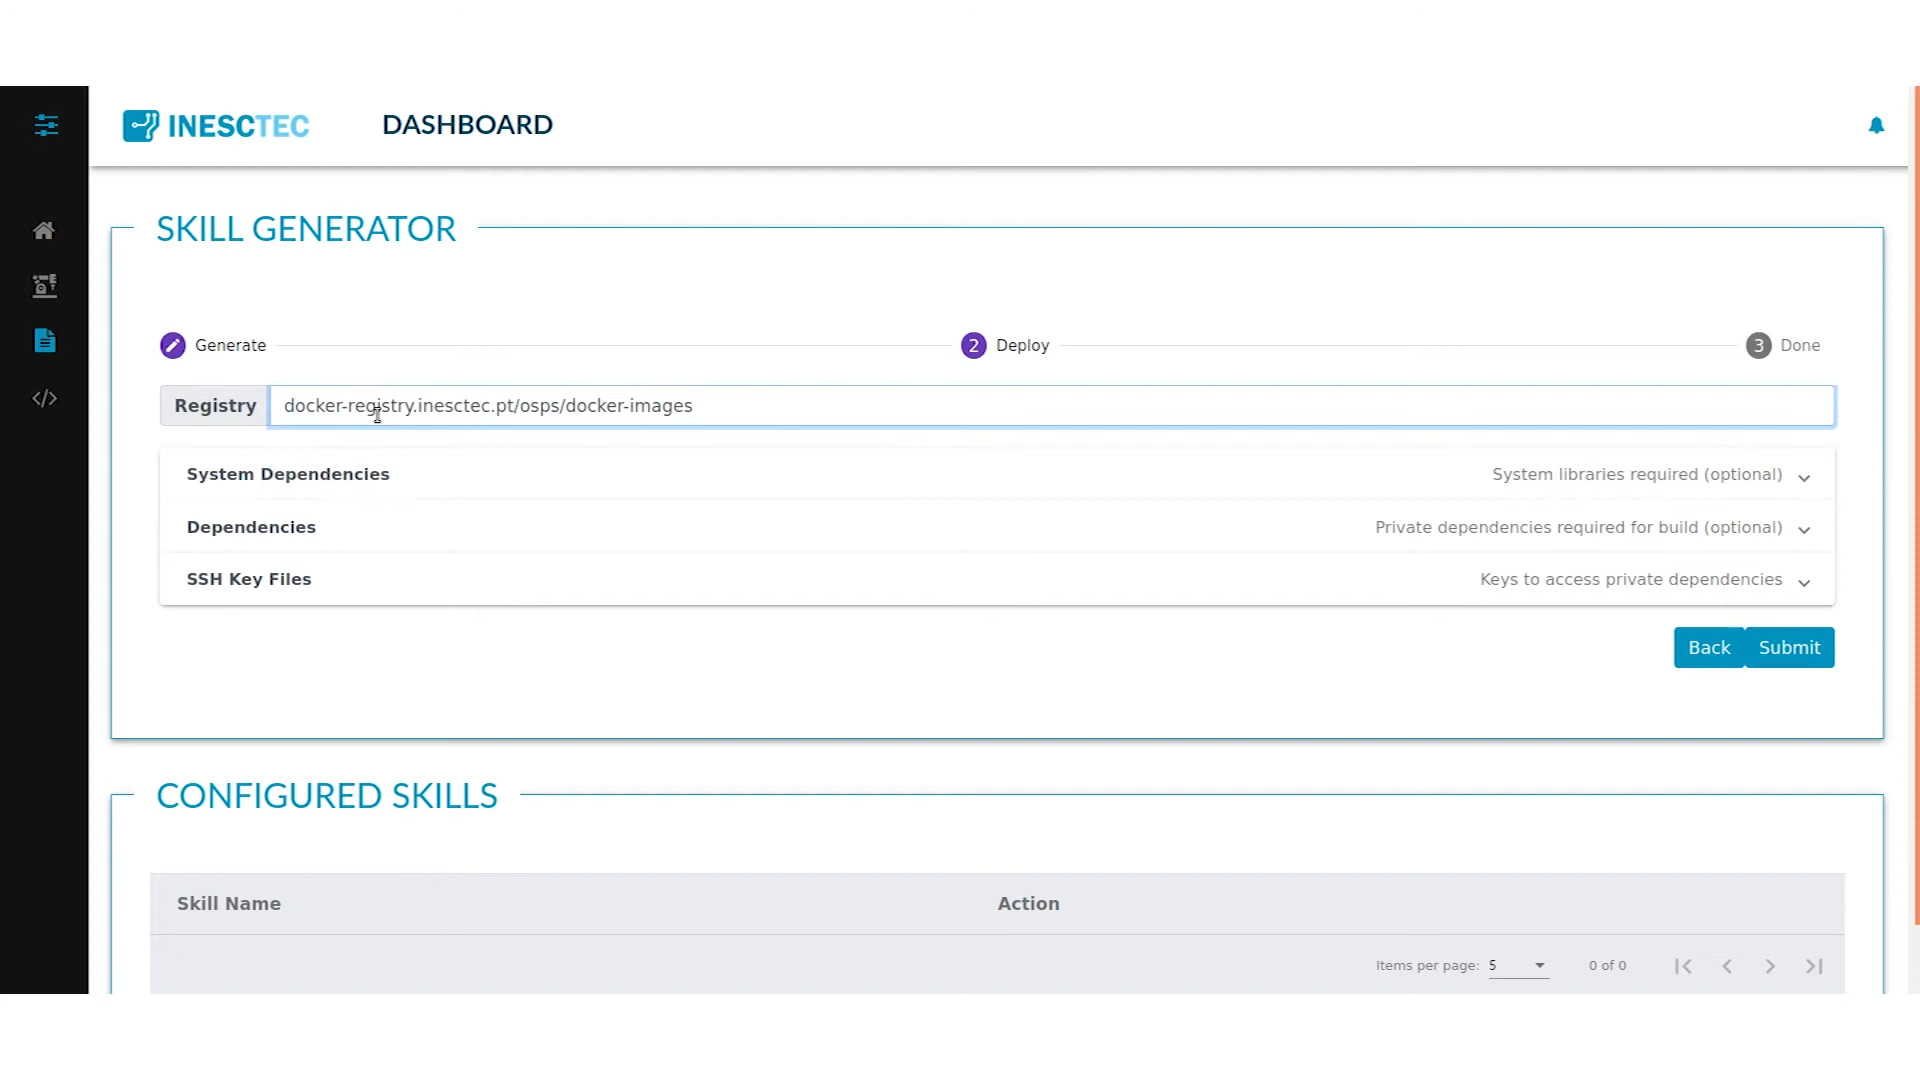 INESCTEC DASHBOARD
SKILL GENERATOR
Generate 2 Deploy 3 Done
Registry docker-registry.inesctec.pt/osps/docker-images
System Dependencies System libraries required (optional)
Dependencies Private dependencies required for build (optional)
SSH Key Files Keys to access private dependencies
Back Submit
CONFIGURED SKILLS
Skill Name Action
Items per page: 5 0 of 0